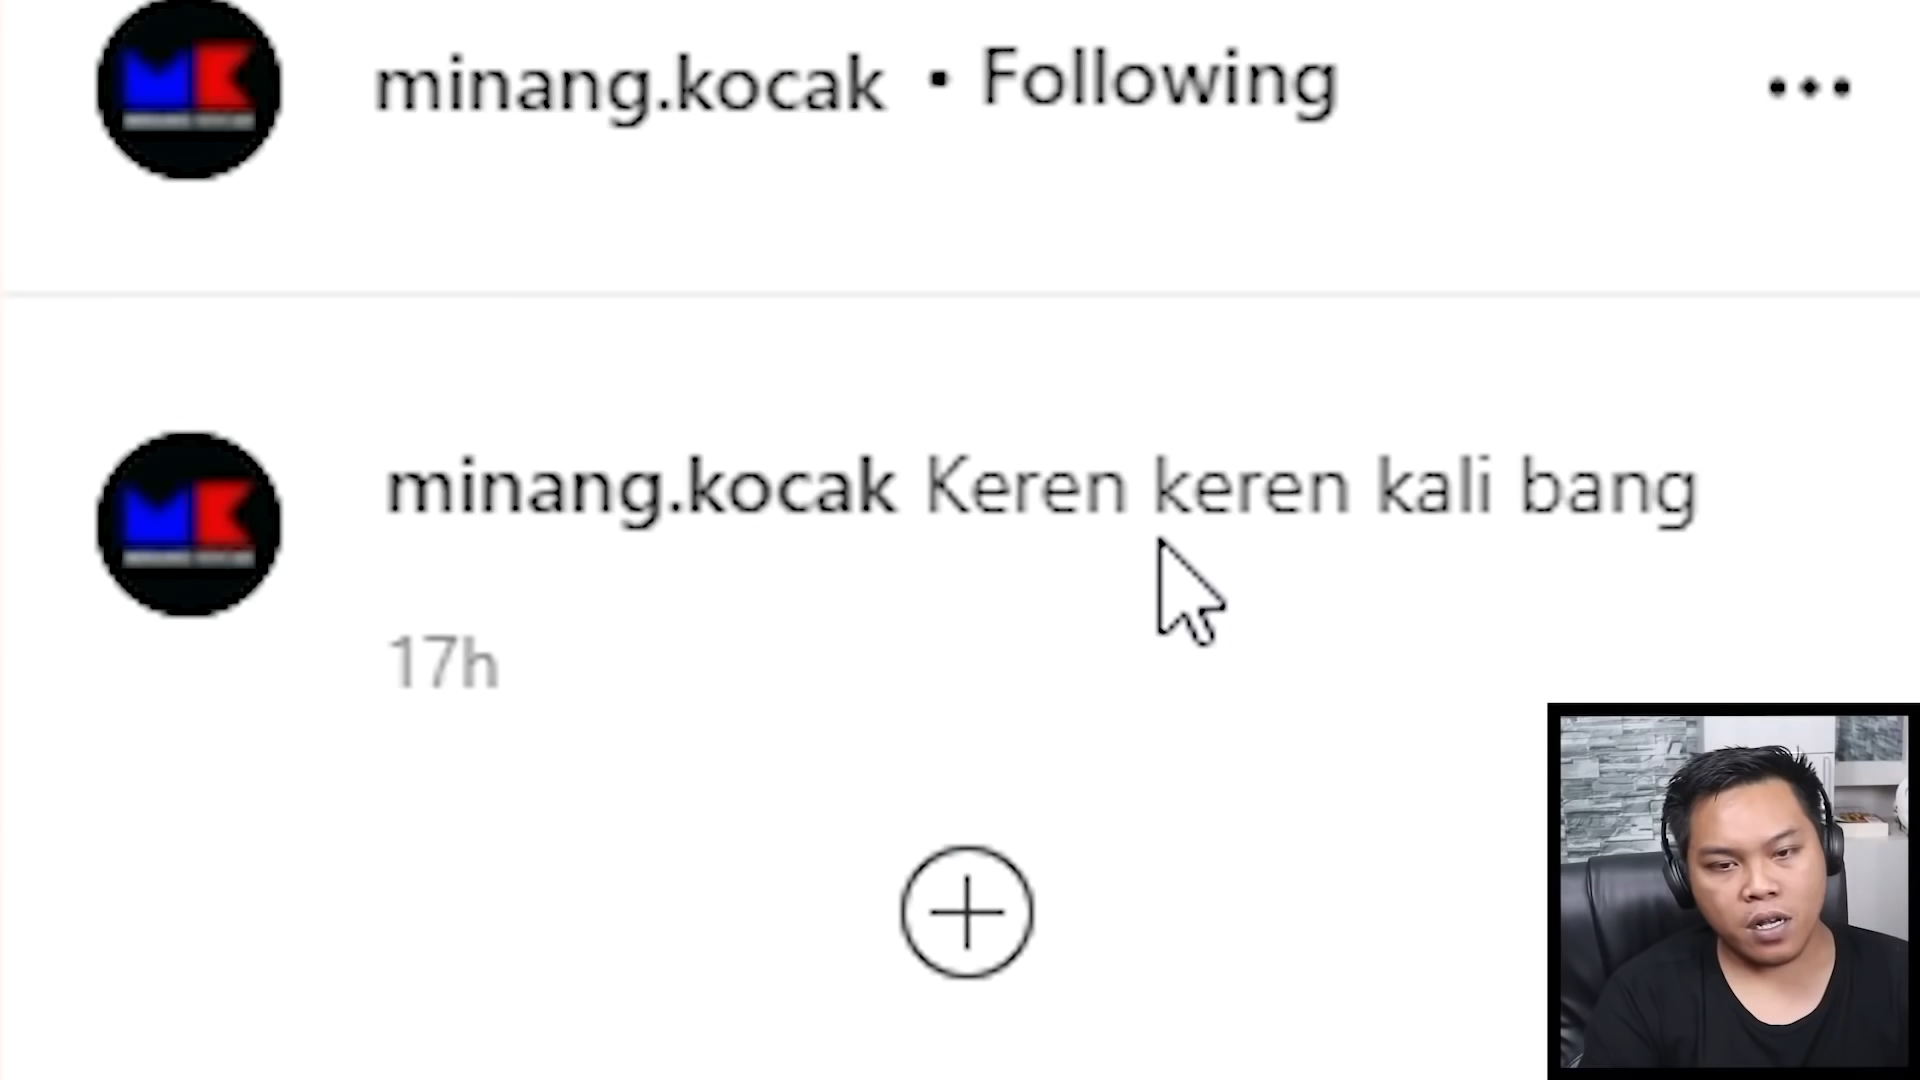 minang.kocak • Following
minang.kocak Keren keren kali bang
17h